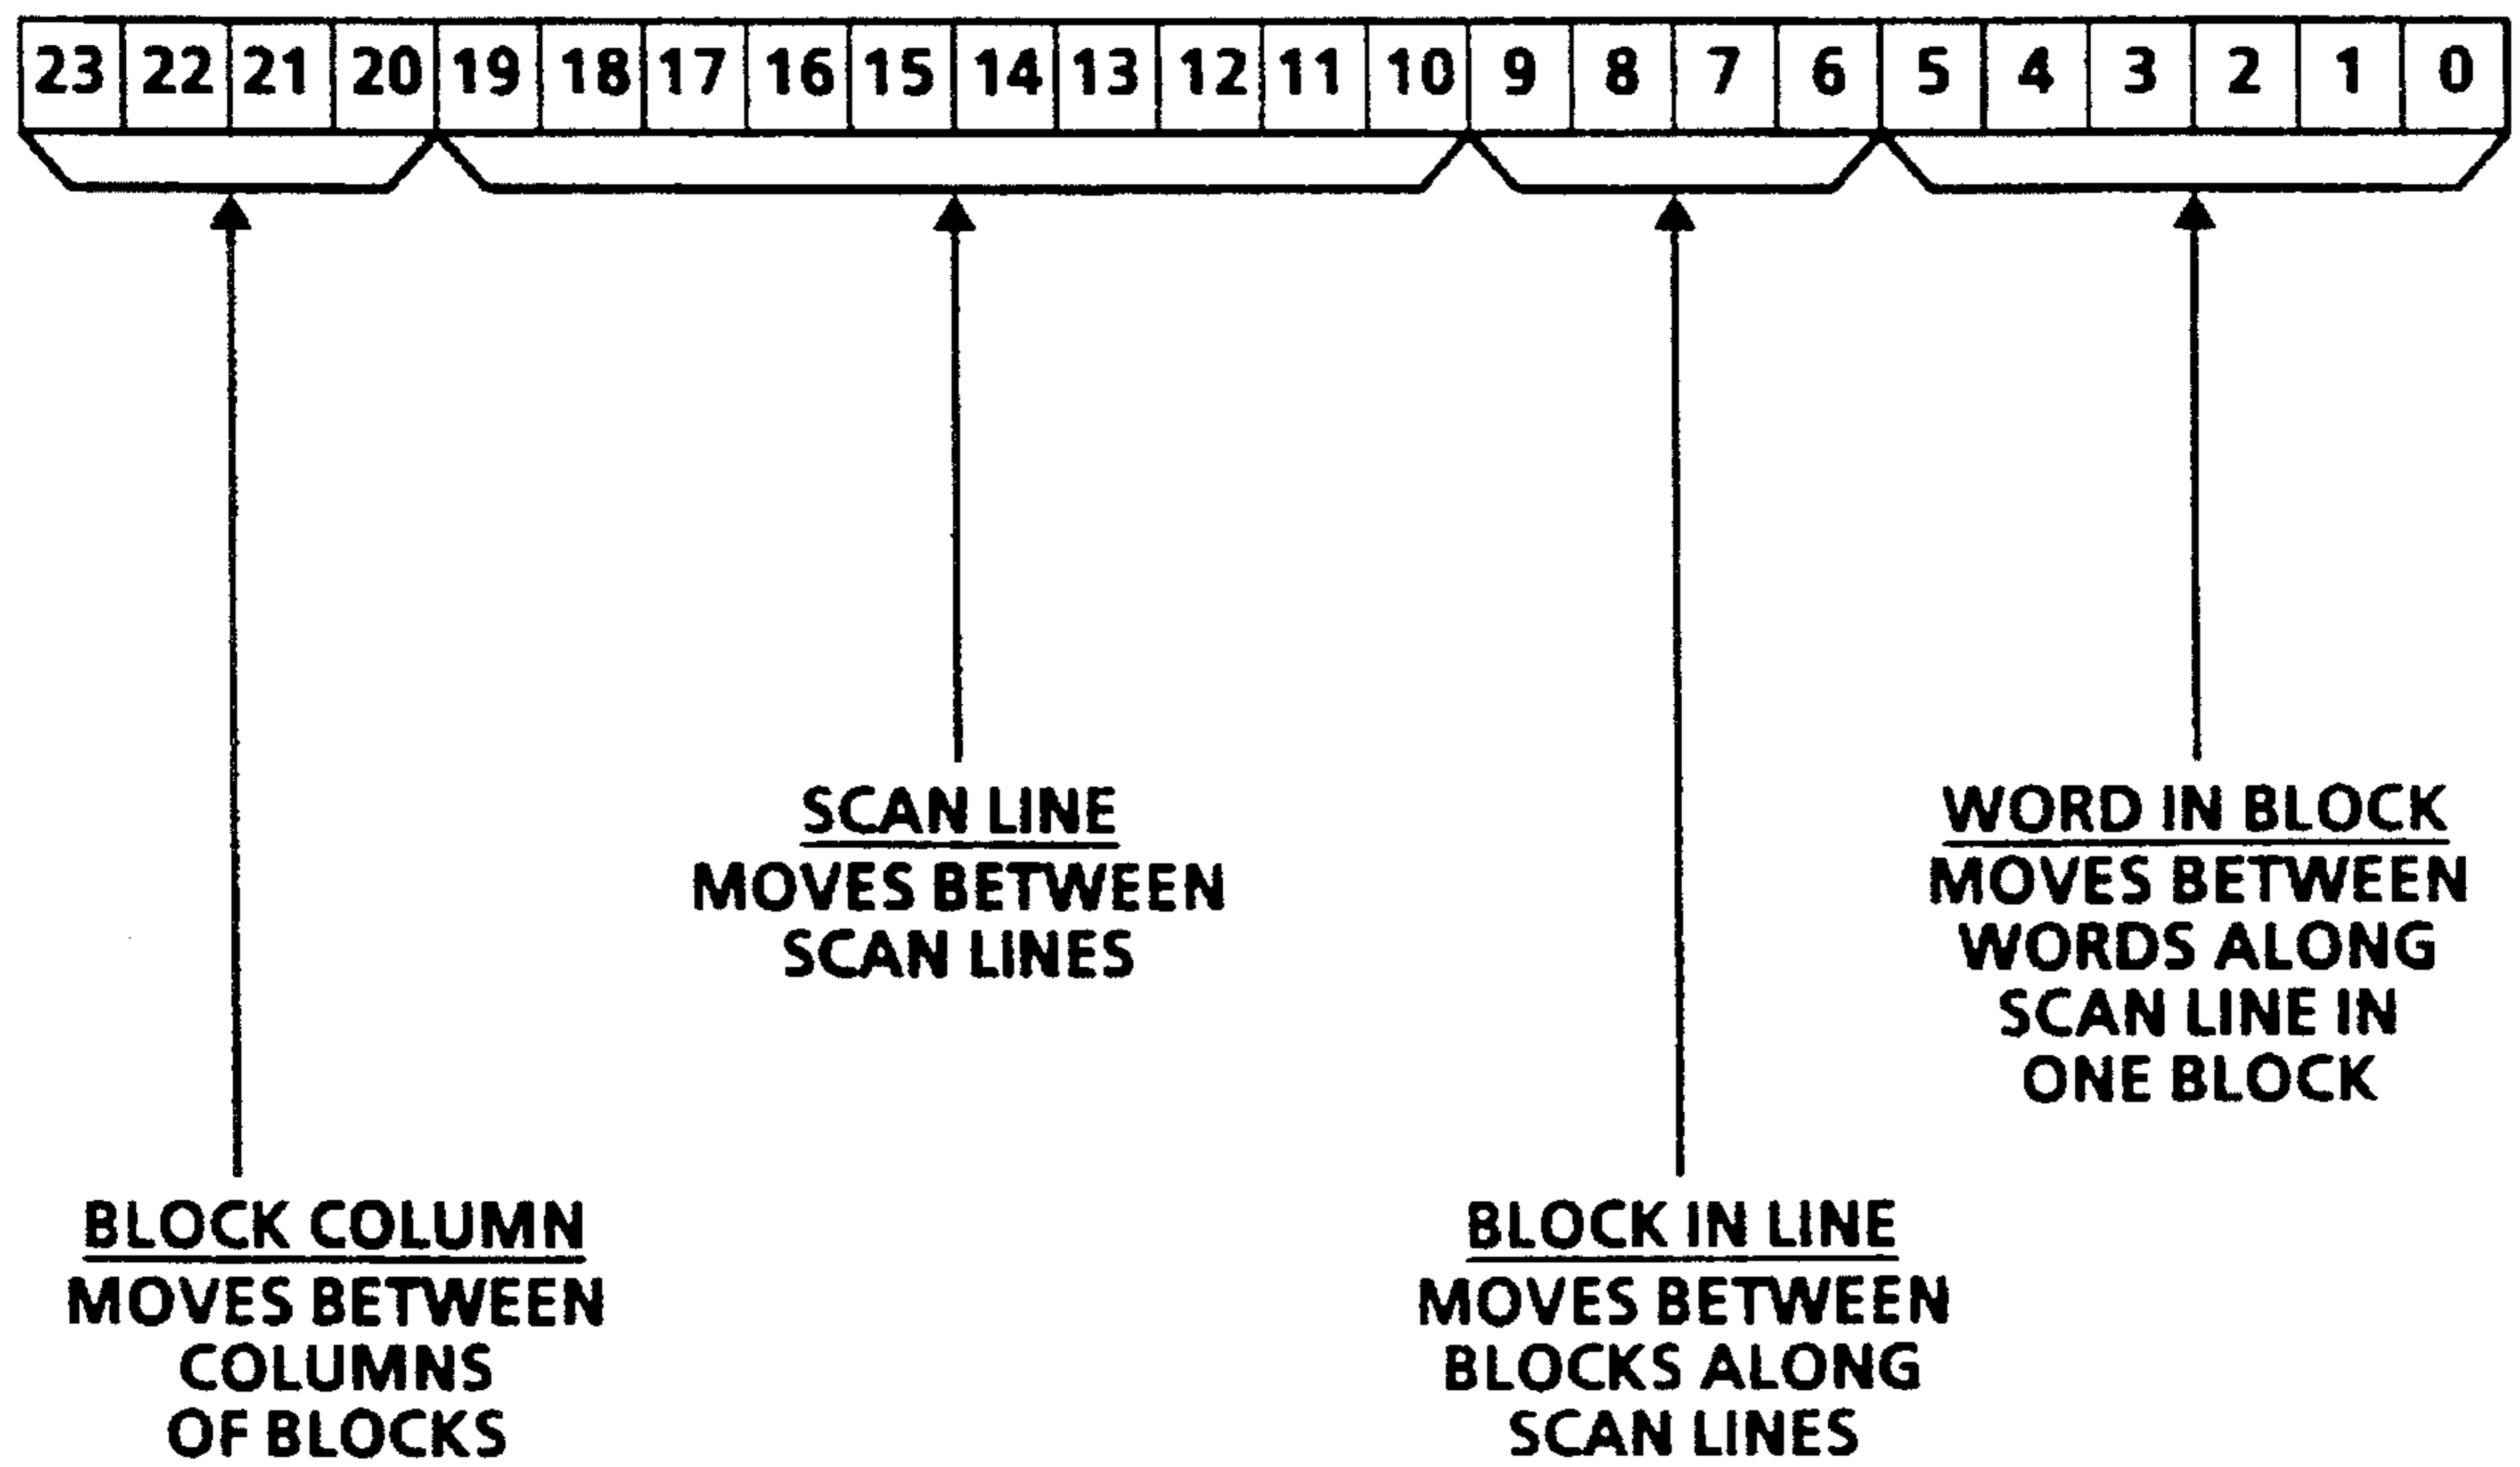 23 22 21 20 19 18 17 16 15 14 13 12 11 10 9 8 7 6 5 4 3 2 1 0
SCAN LINE
MOVES BETWEEN
SCAN LINES
WORD IN BLOCK
MOVES BETWEEN
WORDS ALONG
SCAN LINE IN
ONE BLOCK
BLOCK COLUMN
MOVES BETWEEN
COLUMNS
OF BLOCKS
BLOCK IN LINE
MOVES BETWEEN
BLOCKS ALONG
SCAN LINES